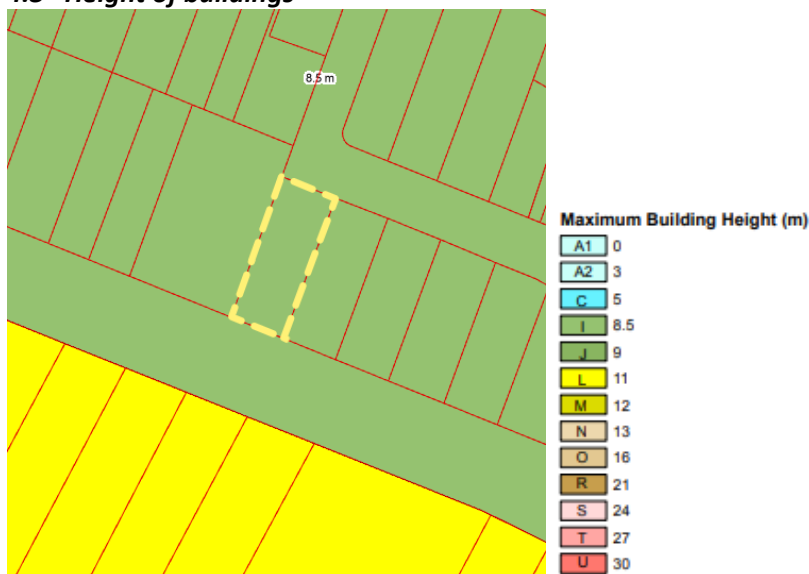 8.5 m
Maximum Building Height (m)
A1 0
A2 3
C 5
I 8.5
J 9
L 11
M 12
N 13
O 16
R 21
S 24
T 27
U 30